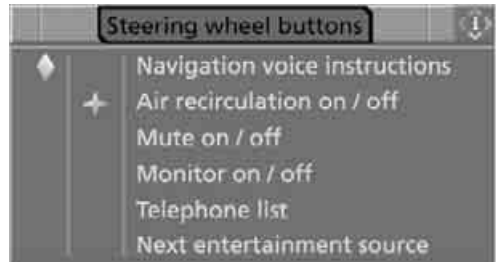 Steering wheel buttons
Navigation voice instructions
Air recirculation on / off
Mute on / off
Monitor on / off
Telephone list
Next entertainment source